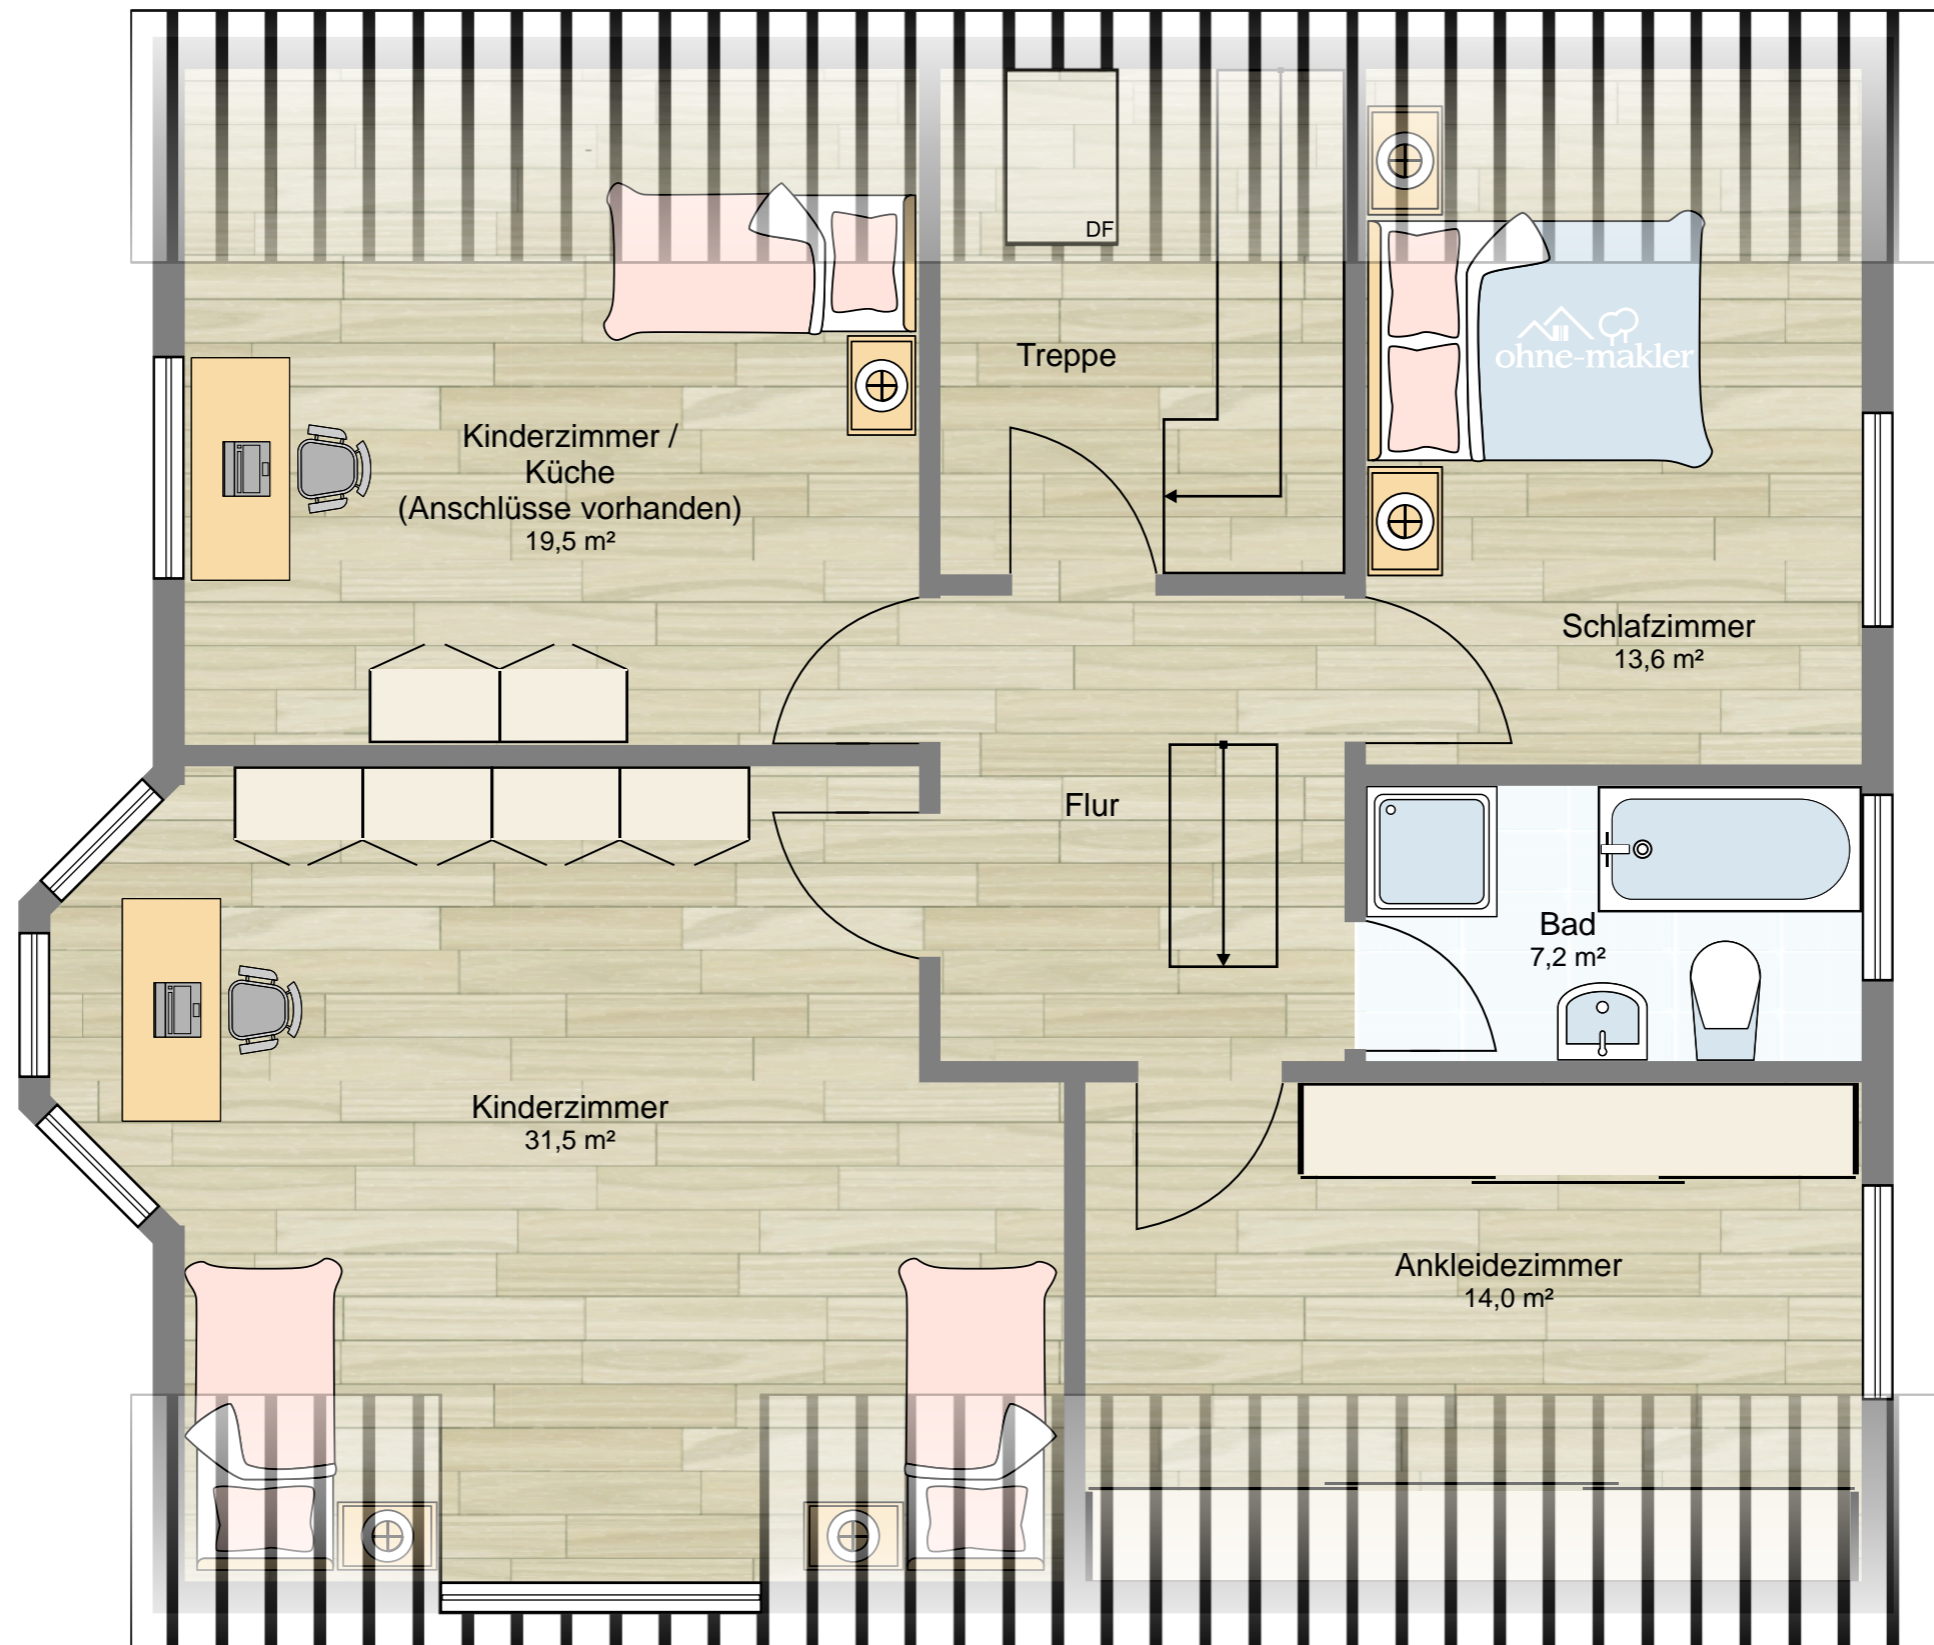 DF
Treppe
ohne-makler
Kinderzimmer /
Küche
(Anschlüsse vorhanden)
19,5 m²
Schlafzimmer
13,6 m²
Flur
Bad
7,2 m²
Kinderzimmer
31,5 m²
Ankleidezimmer
14,0 m²